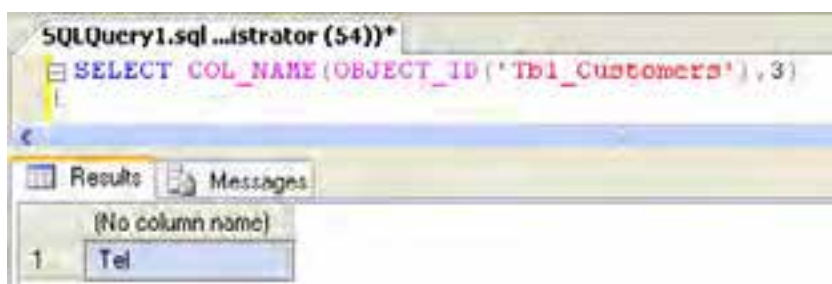 SQLQuery1.sql ...istrator (54))*
SELECT COL_NAME(OBJECT_ID('Tbl_Customers'),3)
Results Messages
(No column name)
1 Tel